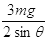 3mg
2 sin θ